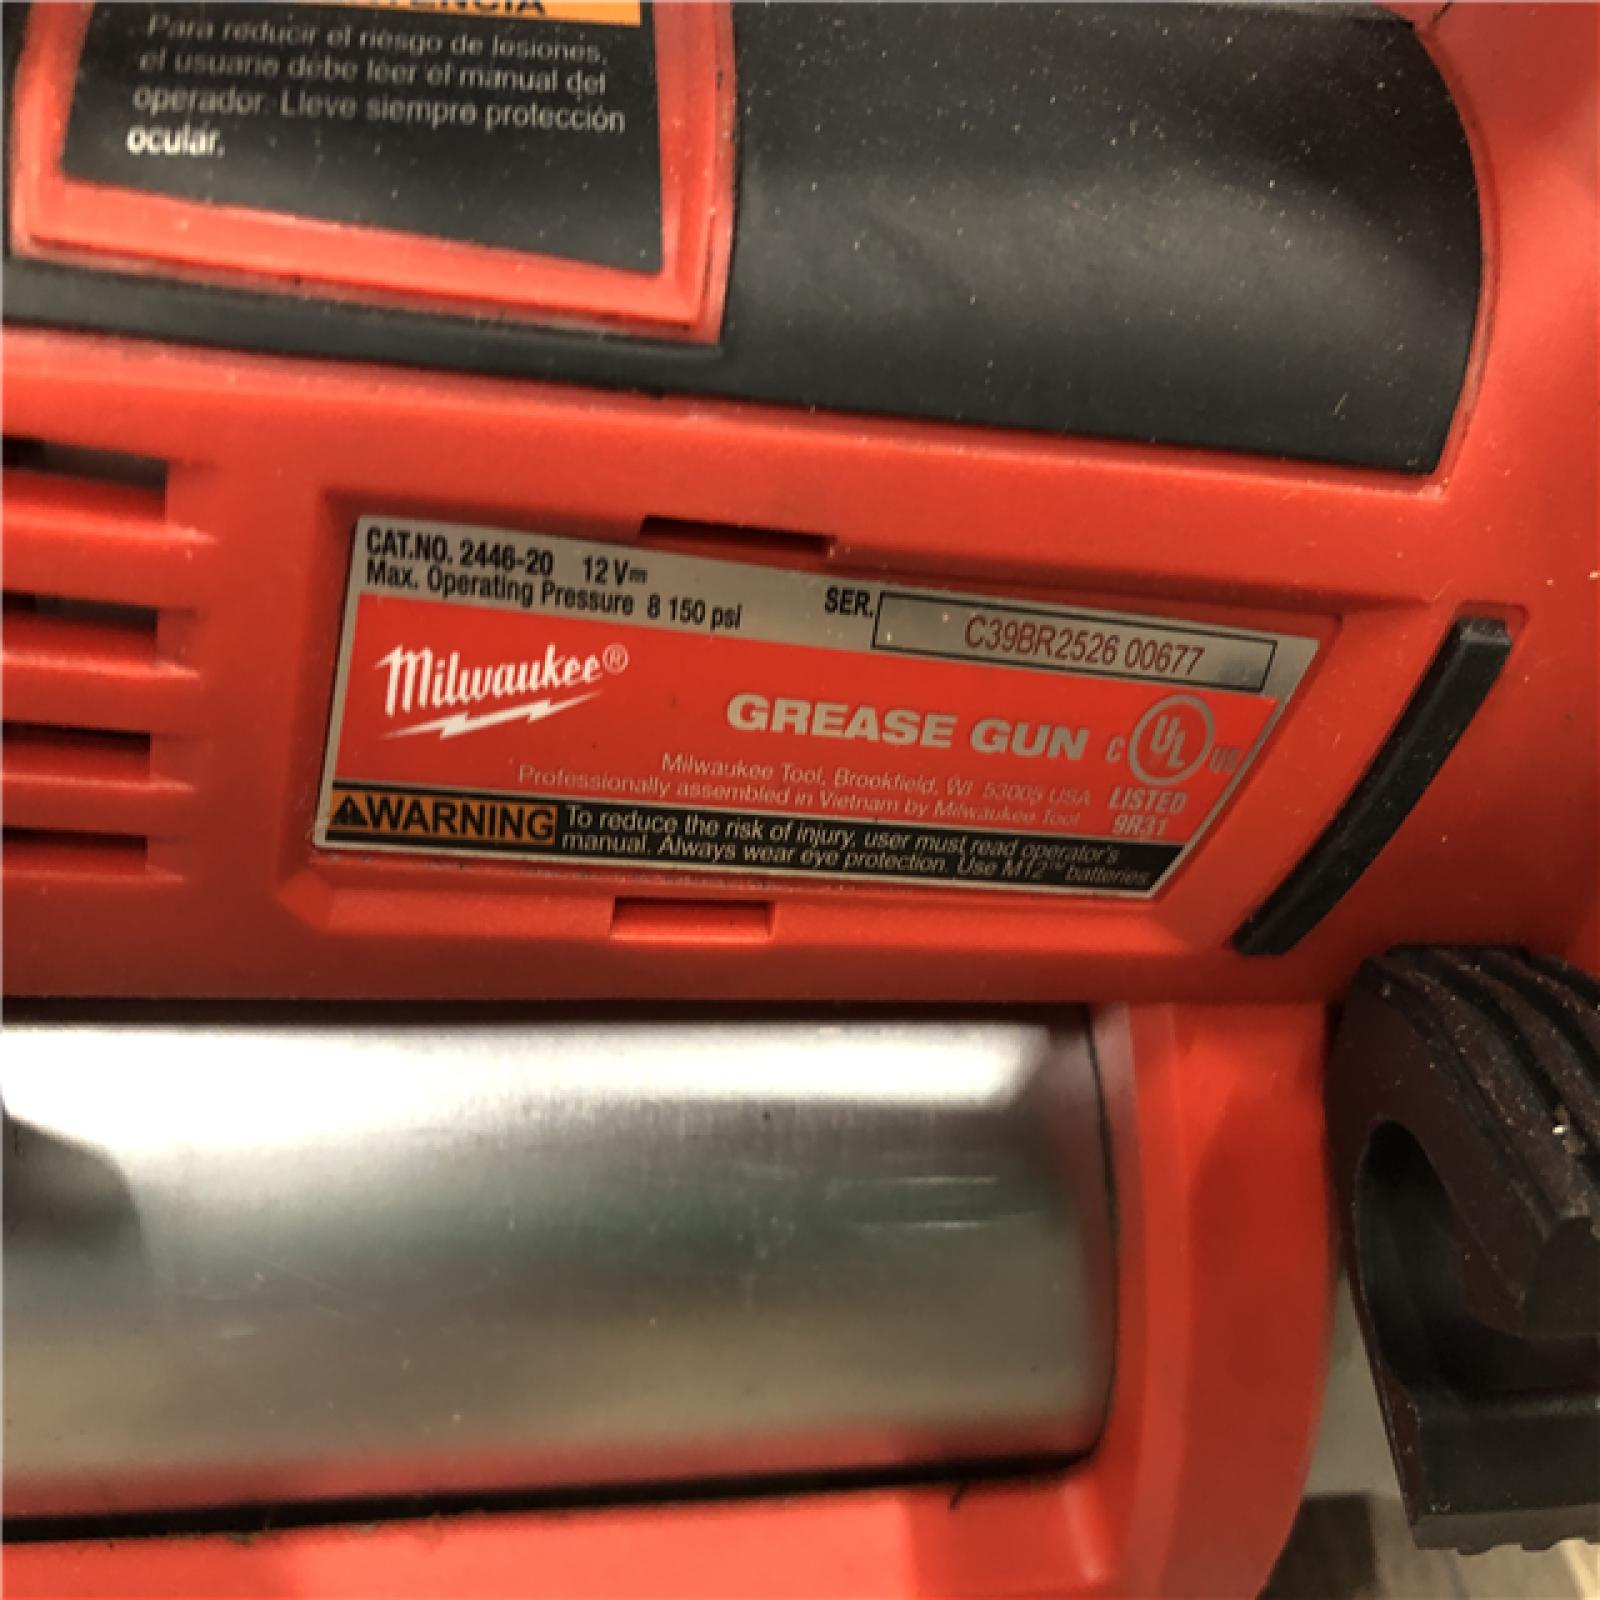 Para reducir el riesgo de lesiones,
el usuario debe leer el manual del
operador. Lleve siempre protección
ocular.
CAT.NO. 2446-20 12 V⎓
Max. Operating Pressure 8 150 psi
SER. C39BR2526 00677
Milwaukee®
GREASE GUN
C UL US
LISTED
9R31
Milwaukee Tool, Brookfield, WI 53005 USA
Professionally assembled in Vietnam by Milwaukee Tool
WARNING To reduce the risk of injury, user must read operator's
manual. Always wear eye protection. Use M12™ batteries